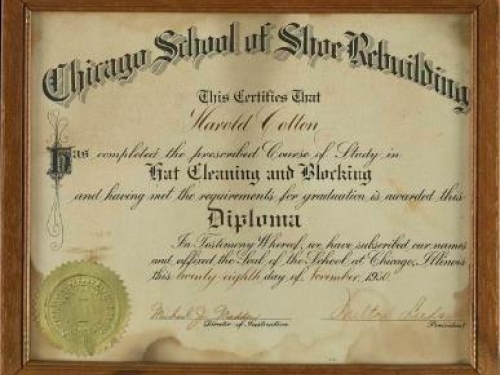 Chicago School of Shoe Rebuilding
This Certifies That
Harold Cotton
Has completed the prescribed Course of Study in
Hat Cleaning and Blocking
and having met the requirements for graduation is awarded this
Diploma
In Testimony Whereof, we have subscribed our names
and affixed the Seal of the School at Chicago, Illinois
this twenty-eighth day of November, 1950.
Michael J.
Director of Instruction
President